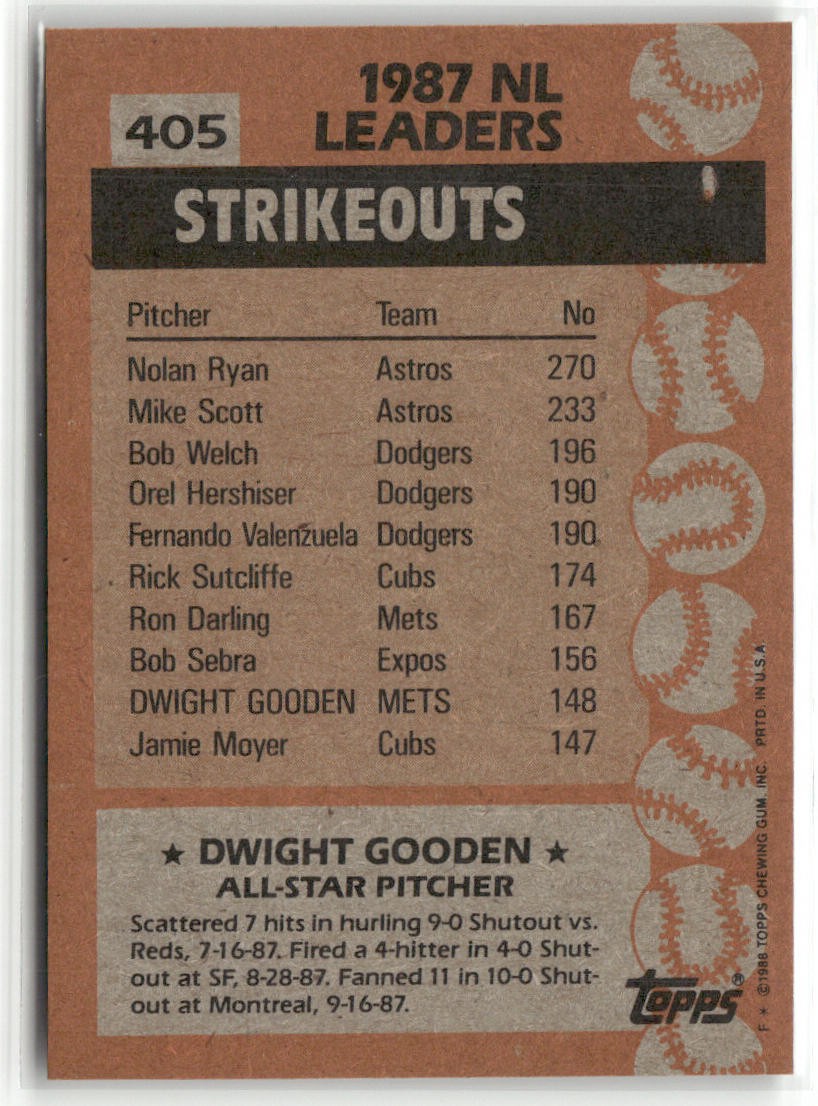 405
1987 NL
LEADERS
STRIKEOUTS
Pitcher Team No
Nolan Ryan Astros 270
Mike Scott Astros 233
Bob Welch Dodgers 196
Orel Hershiser Dodgers 190
Fernando Valenzuela Dodgers 190
Rick Sutcliffe Cubs 174
Ron Darling Mets 167
Bob Sebra Expos 156
DWIGHT GOODEN METS 148
Jamie Moyer Cubs 147
★ DWIGHT GOODEN ★
ALL-STAR PITCHER
Scattered 7 hits in hurling 9-0 Shutout vs.
Reds, 7-16-87. Fired a 4-hitter in 4-0 Shut-
out at SF, 8-28-87. Fanned 11 in 10-0 Shut-
out at Montreal, 9-16-87.
TOPPS®
F * ©1988 TOPPS CHEWING GUM, INC. PRTD. IN U.S.A.